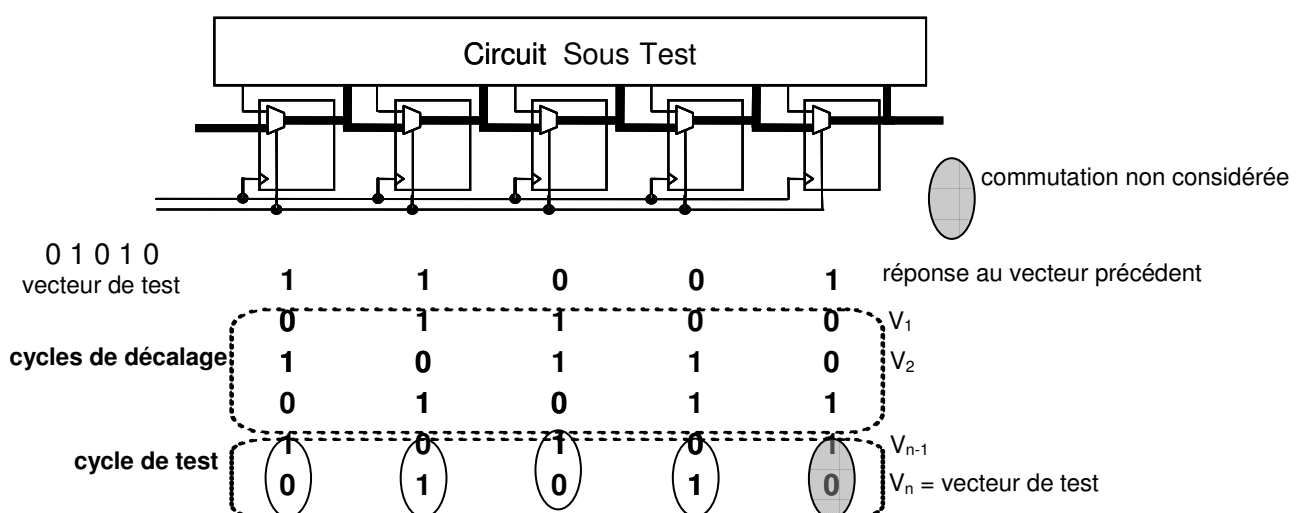 Circuit Sous Test
commutation non considérée
0 1 0 1 0
vecteur de test
1 1 0 0 1
réponse au vecteur précédent
0 1 1 0 0 V1
cycles de décalage
1 0 1 1 0 V2
0 1 0 1 1
1 0 1 0 1 Vn-1
cycle de test
0 1 0 1 0 Vn = vecteur de test